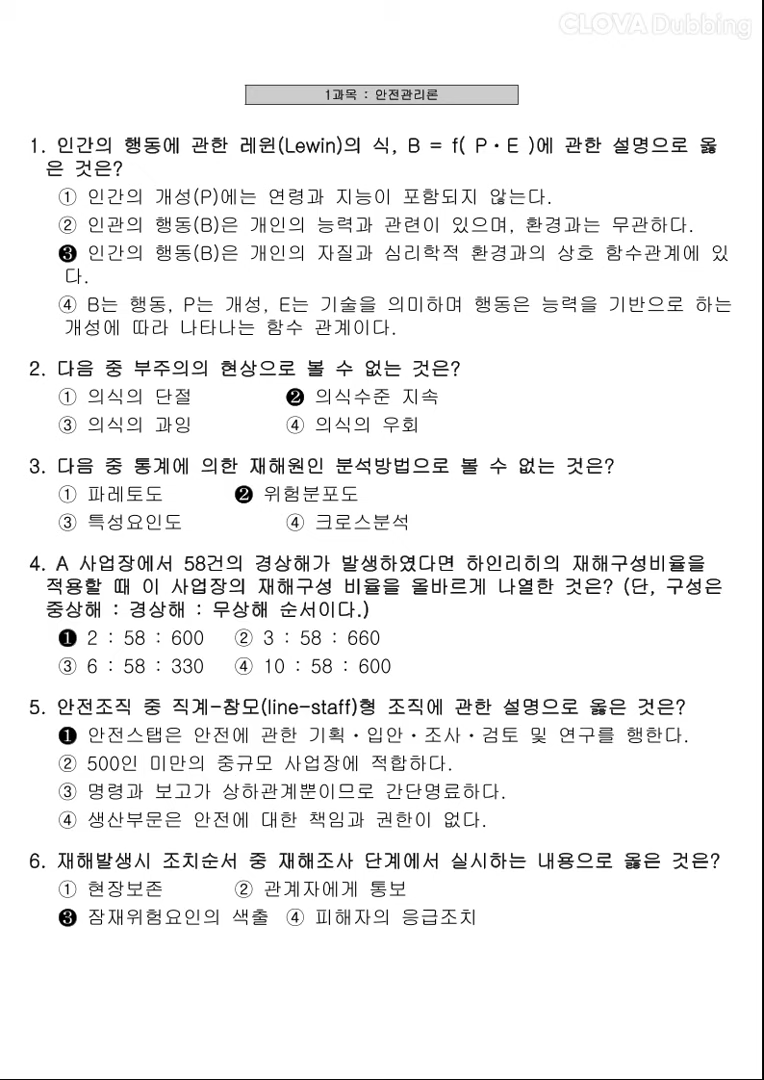 CLOVA Dubbing
1과목 : 안전관리론
1. 인간의 행동에 관한 레윈(Lewin)의 식, B = f( P·E )에 관한 설명으로 옳
은 것은?
① 인간의 개성(P)에는 연령과 지능이 포함되지 않는다.
② 인관의 행동(B)은 개인의 능력과 관련이 있으며, 환경과는 무관하다.
❸ 인간의 행동(B)은 개인의 자질과 심리학적 환경과의 상호 함수관계에 있
다.
④ B는 행동, P는 개성, E는 기술을 의미하며 행동은 능력을 기반으로 하는
개성에 따라 나타나는 함수 관계이다.
2. 다음 중 부주의의 현상으로 볼 수 없는 것은?
① 의식의 단절 ❷ 의식수준 지속
③ 의식의 과잉 ④ 의식의 우회
3. 다음 중 통계에 의한 재해원인 분석방법으로 볼 수 없는 것은?
① 파레토도 ❷ 위험분포도
③ 특성요인도 ④ 크로스분석
4. A 사업장에서 58건의 경상해가 발생하였다면 하인리히의 재해구성비율을
적용할 때 이 사업장의 재해구성 비율을 올바르게 나열한 것은? (단, 구성은
중상해 : 경상해 : 무상해 순서이다.)
❶ 2 : 58 : 600 ② 3 : 58 : 660
③ 6 : 58 : 330 ④ 10 : 58 : 600
5. 안전조직 중 직계-참모(line-staff)형 조직에 관한 설명으로 옳은 것은?
❶ 안전스탭은 안전에 관한 기획·입안·조사·검토 및 연구를 행한다.
② 500인 미만의 중규모 사업장에 적합하다.
③ 명령과 보고가 상하관계뿐이므로 간단명료하다.
④ 생산부문은 안전에 대한 책임과 권한이 없다.
6. 재해발생시 조치순서 중 재해조사 단계에서 실시하는 내용으로 옳은 것은?
① 현장보존 ② 관계자에게 통보
❸ 잠재위험요인의 색출 ④ 피해자의 응급조치